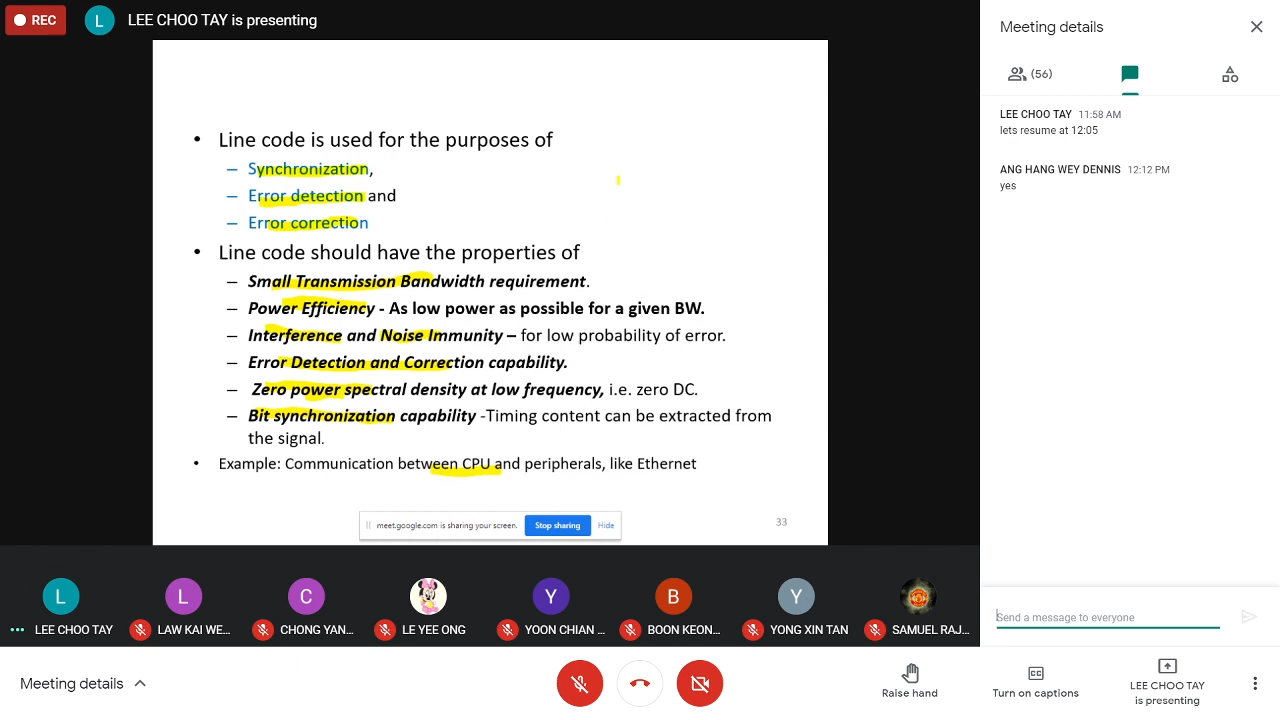 REC
L
LEE CHOO TAY is presenting
• Line code is used for the purposes of
– Synchronization,
– Error detection and
– Error correction
• Line code should have the properties of
– Small Transmission Bandwidth requirement.
– Power Efficiency - As low power as possible for a given BW.
– Interference and Noise Immunity – for low probability of error.
– Error Detection and Correction capability.
– Zero power spectral density at low frequency, i.e. zero DC.
– Bit synchronization capability -Timing content can be extracted from
the signal.
• Example: Communication between CPU and peripherals, like Ethernet
33
meet.google.com is sharing your screen. Stop sharing Hide
L L C Y B Y
LEE CHOO TAY LAW KAI WE... CHONG YAN... LE YEE ONG YOON CHIAN ... BOON KEON... YONG XIN TAN SAMUEL RAJ...
Meeting details
(56)
LEE CHOO TAY 11:58 AM
lets resume at 12:05
ANG HANG WEY DENNIS 12:12 PM
yes
Send a message to everyone
Meeting details
Raise hand
CC
Turn on captions
LEE CHOO TAY
is presenting